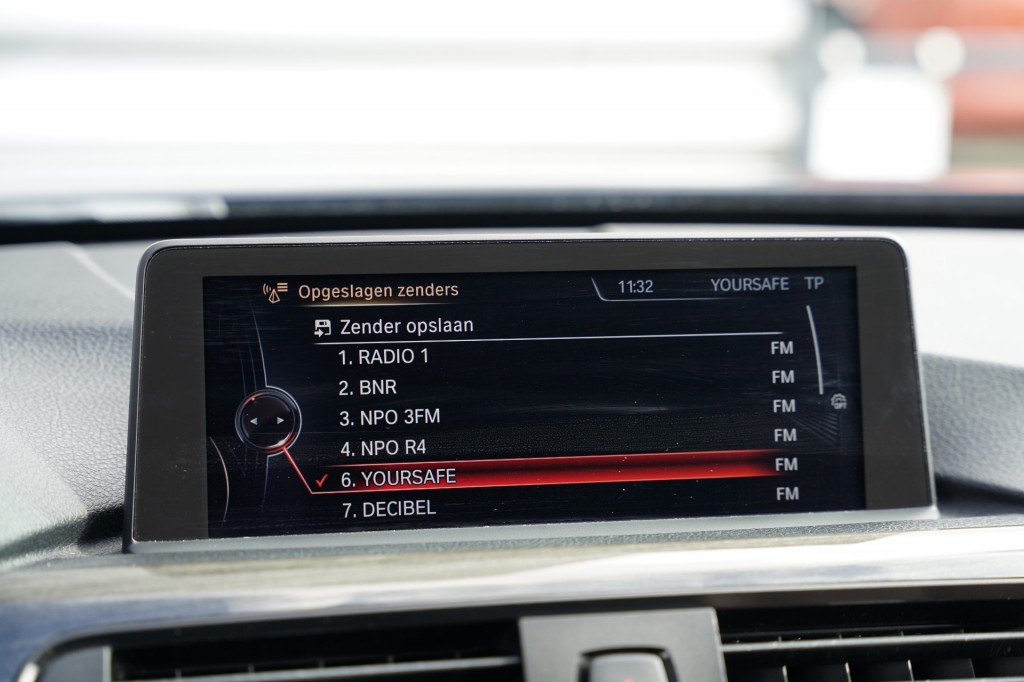 Opgeslagen zenders 11:32 YOURSAFE TP
Zender opslaan
1. RADIO 1 FM
2. BNR FM
3. NPO 3FM FM
4. NPO R4 FM
6. YOURSAFE FM
7. DECIBEL FM